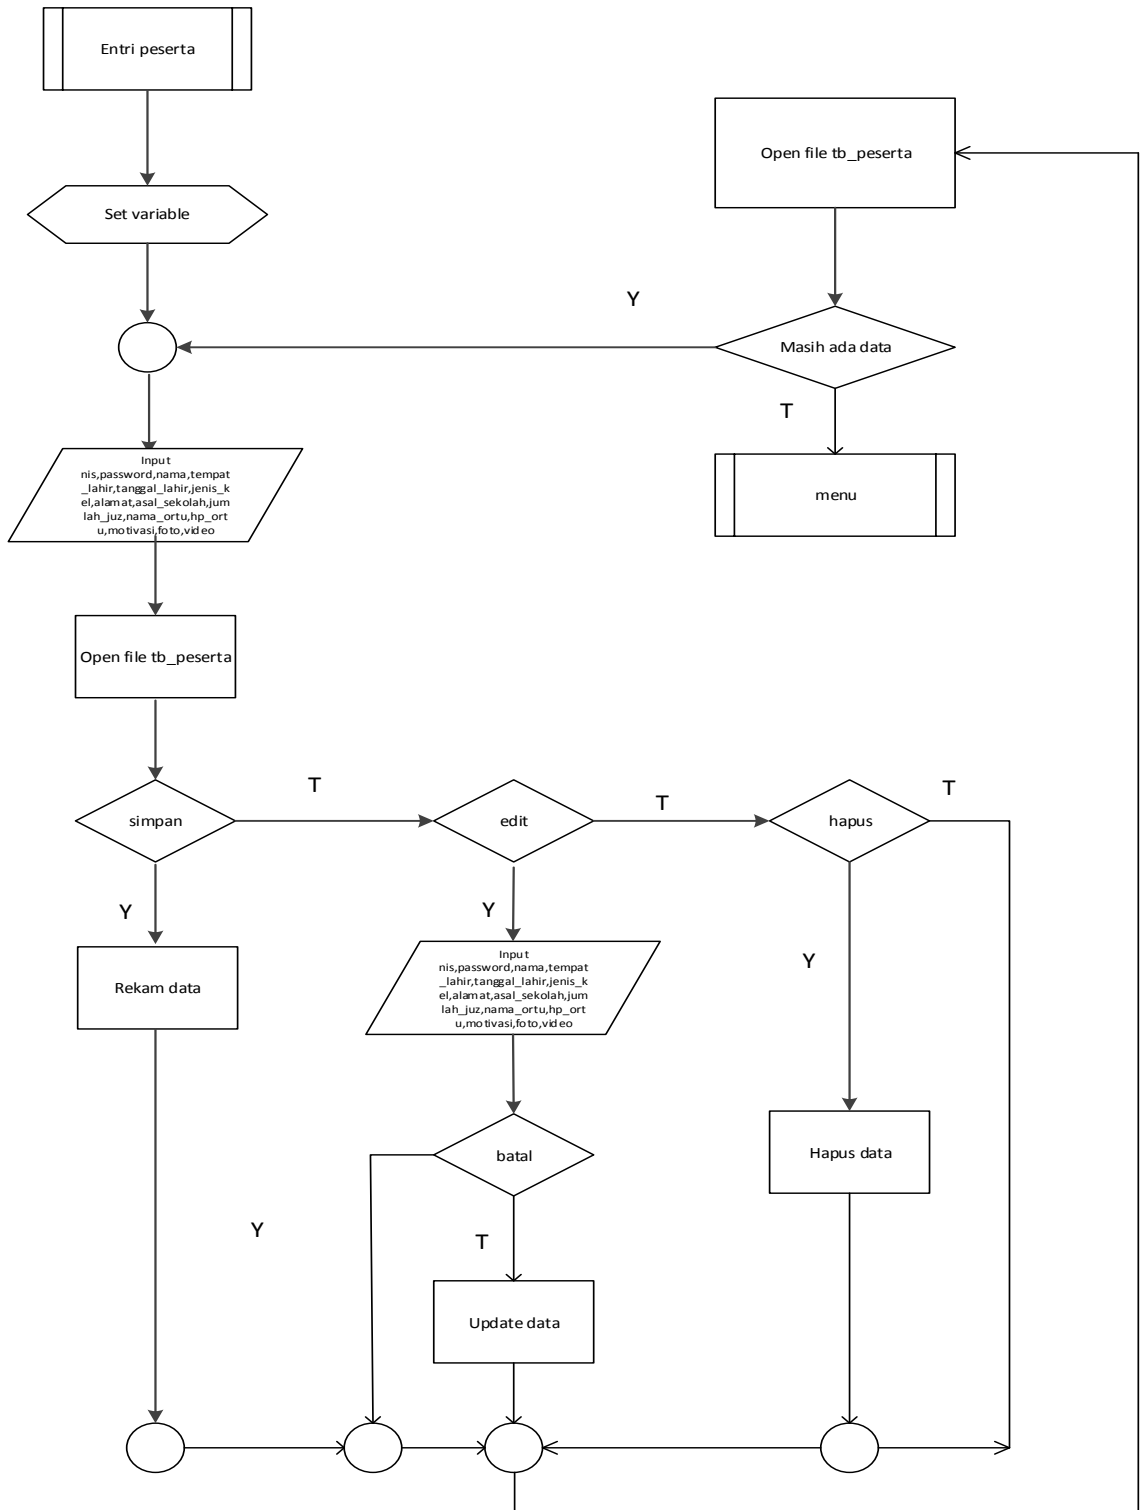 Entri peserta
Open file tb_peserta
Set variable
Y
Masih ada data
T
menu
Input
nis,password,nama,tempat
_lahir,tanggal_lahir,jenis_k
el,alamat,asal_sekolah,jum
lah_juz,nama_ortu,hp_ort
u,motivasi,foto,video
Open file tb_peserta
simpan
T
edit
T
hapus
T
Y
Rekam data
Y
Input
nis,password,nama,tempat
_lahir,tanggal_lahir,jenis_k
el,alamat,asal_sekolah,jum
lah_juz,nama_ortu,hp_ort
u,motivasi,foto,video
Y
batal
Hapus data
Y
T
Update data